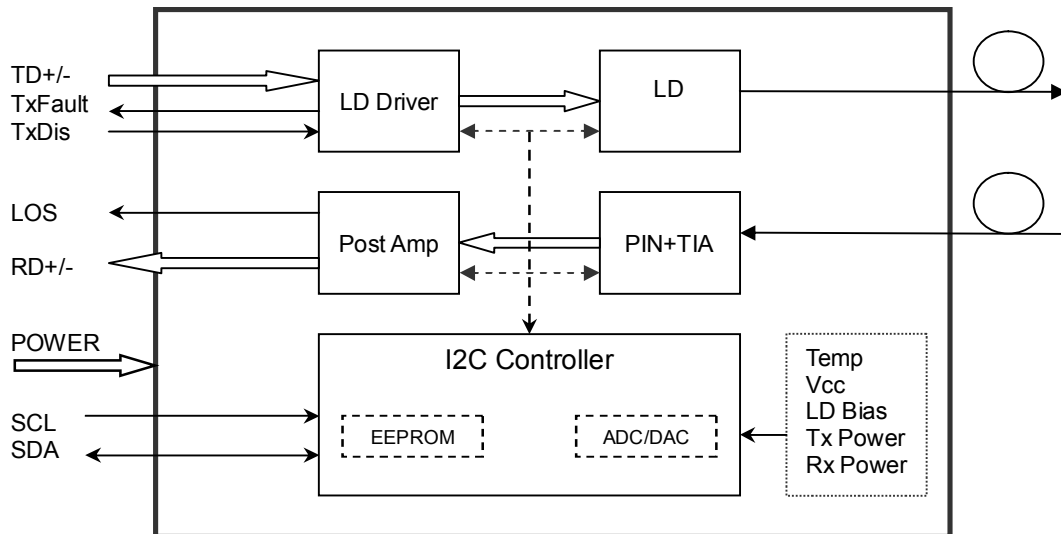 TD+/-
TxFault
TxDis
LD Driver
LD
LOS
RD+/-
Post Amp
PIN+TIA
POWER
SCL
SDA
I2C Controller
EEPROM
ADC/DAC
Temp
Vcc
LD Bias
Tx Power
Rx Power